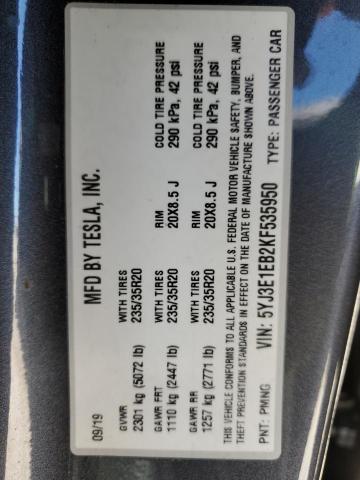 MFD BY TESLA, INC.
09/19
GVWR WITH TIRES COLD TIRE PRESSURE
2301 kg (5072 lb) 235/35R20 290 kPa, 42 psi
GAWR FRT WITH TIRES RIM COLD TIRE PRESSURE
1110 kg (2447 lb) 235/35R20 20X8.5 J 290 kPa, 42 psi
GAWR RR WITH TIRES RIM
1257 kg (2771 lb) 235/35R20 20X8.5 J
THIS VEHICLE CONFORMS TO ALL APPLICABLE U.S. FEDERAL MOTOR VEHICLE SAFETY, BUMPER, AND
THEFT PREVENTION STANDARDS IN EFFECT ON THE DATE OF MANUFACTURE SHOWN ABOVE.
PNT: PMNG VIN: 5YJ3E1EB2KF535950 TYPE: PASSENGER CAR